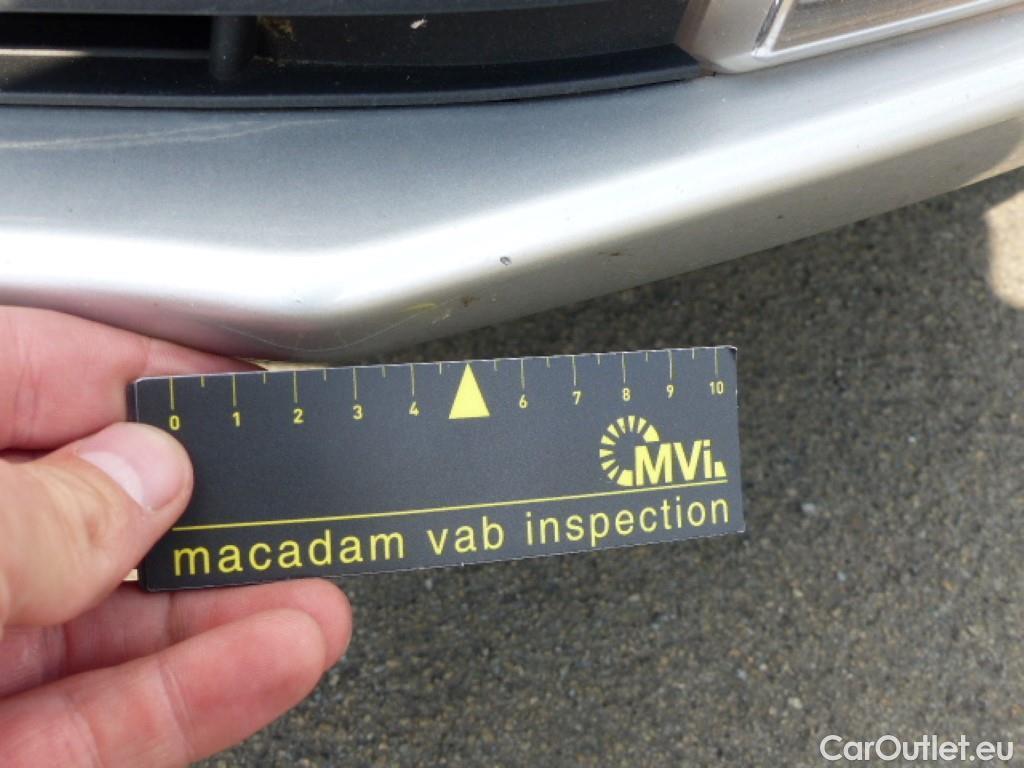 0 1 2 3 4 6 7 8 9 10
MVi
macadam vab inspection
CarOutlet.eu